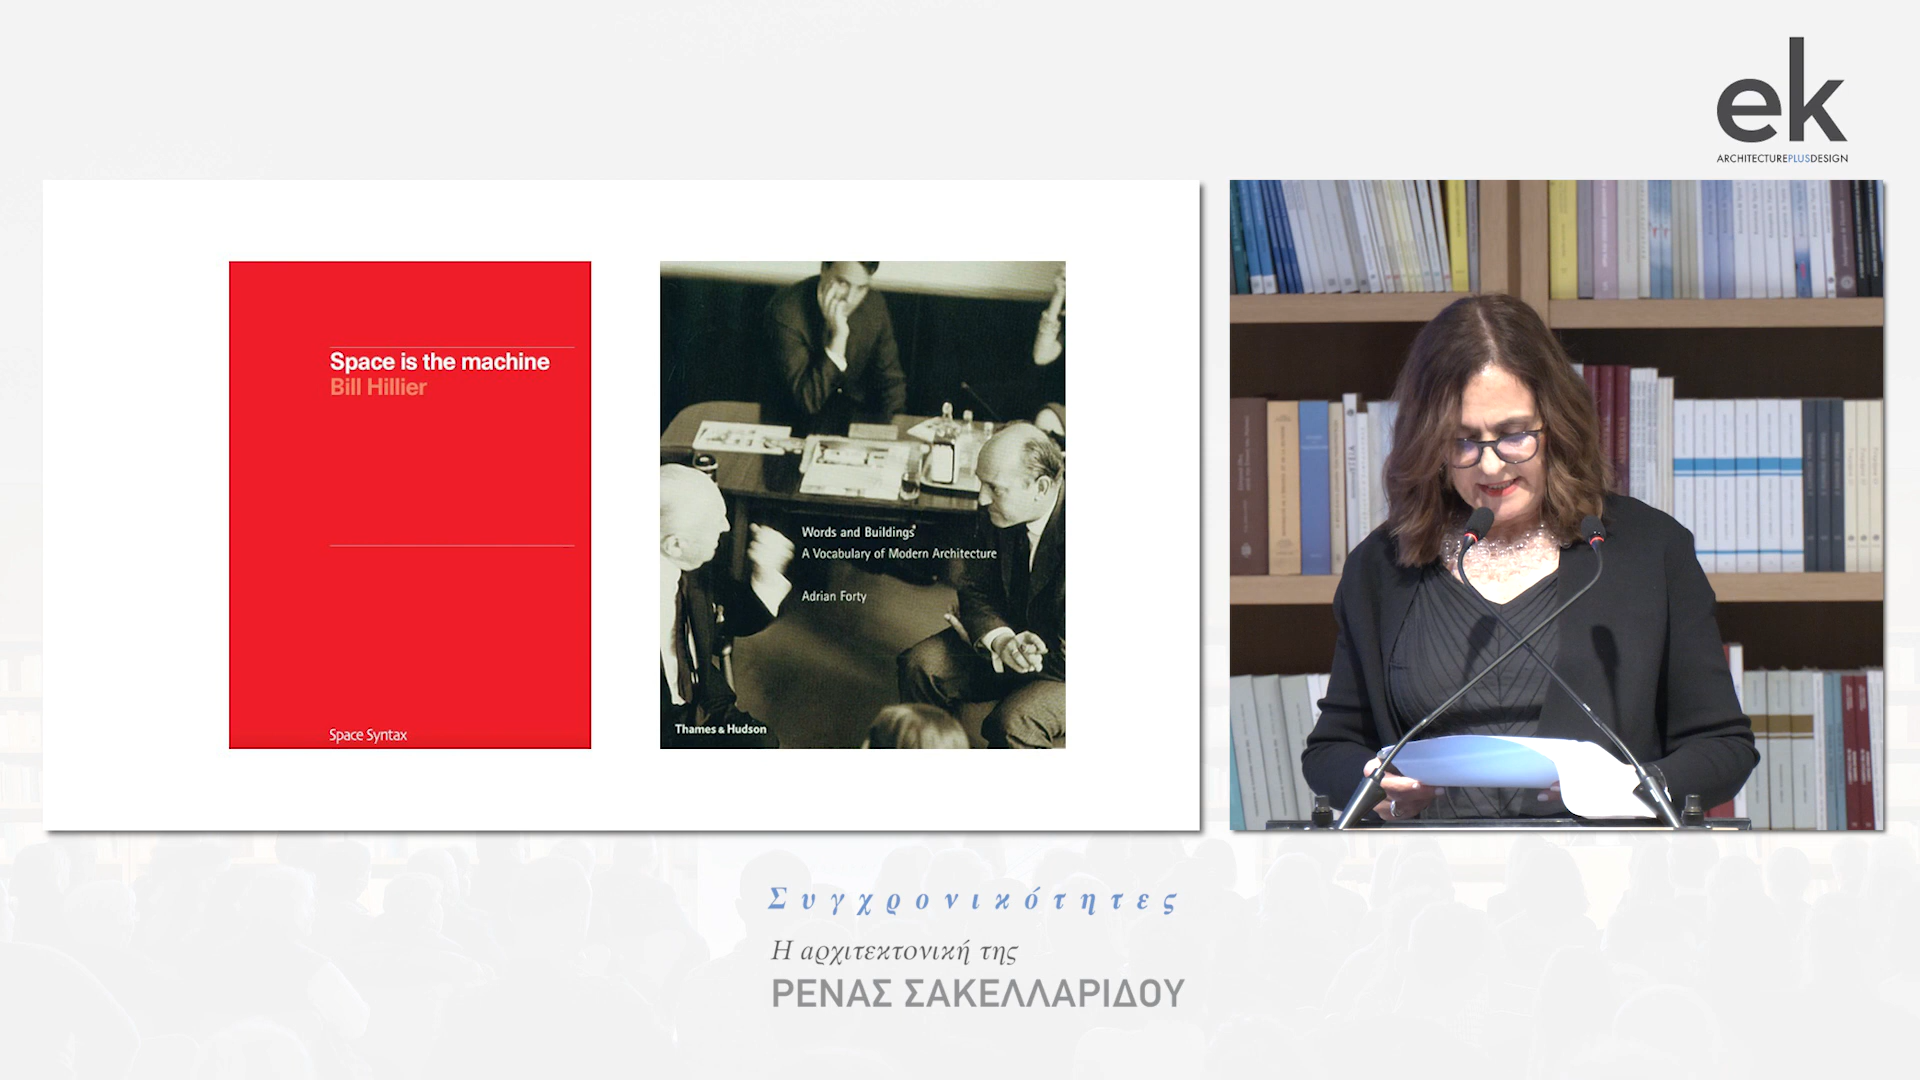 ek
ARCHITECTUREPLUSDESIGN
Space is the machine
Bill Hillier
Space Syntax
Words and Buildings
A Vocabulary of Modern Architecture
Adrian Forty
Thames & Hudson
Συγχρονικότητες
Η αρχιτεκτονική της
ΡΕΝΑΣ ΣΑΚΕΛΛΑΡΙΔΟΥ